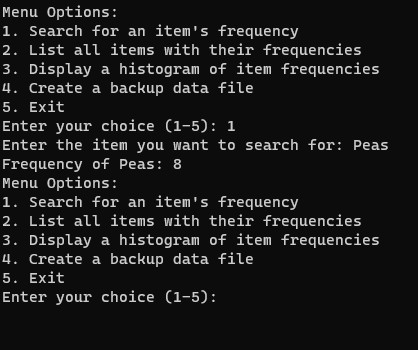 Menu Options:
1. Search for an item's frequency
2. List all items with their frequencies
3. Display a histogram of item frequencies
4. Create a backup data file
5. Exit
Enter your choice (1-5): 1
Enter the item you want to search for: Peas
Frequency of Peas: 8
Menu Options:
1. Search for an item's frequency
2. List all items with their frequencies
3. Display a histogram of item frequencies
4. Create a backup data file
5. Exit
Enter your choice (1-5):